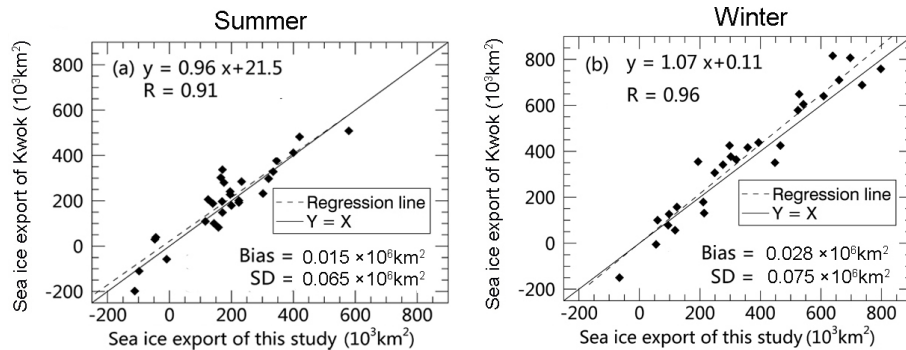 Summer
(a) y = 0.96 x+21.5
R = 0.91
Regression line
Y = X
Bias = 0.015 ×10⁶km²
SD = 0.065 ×10⁶km²
800
600
400
200
0
-200
-200 0 200 400 600 800
Sea ice export of Kwok (10³km²)
Sea ice export of this study (10³km²)
Winter
(b) y = 1.07 x+0.11
R = 0.96
Regression line
Y = X
Bias = 0.028 ×10⁶km²
SD = 0.075 ×10⁶km²
800
600
400
200
0
-200
-200 0 200 400 600 800
Sea ice export of Kwok (10³km²)
Sea ice export of this study (10³km²)